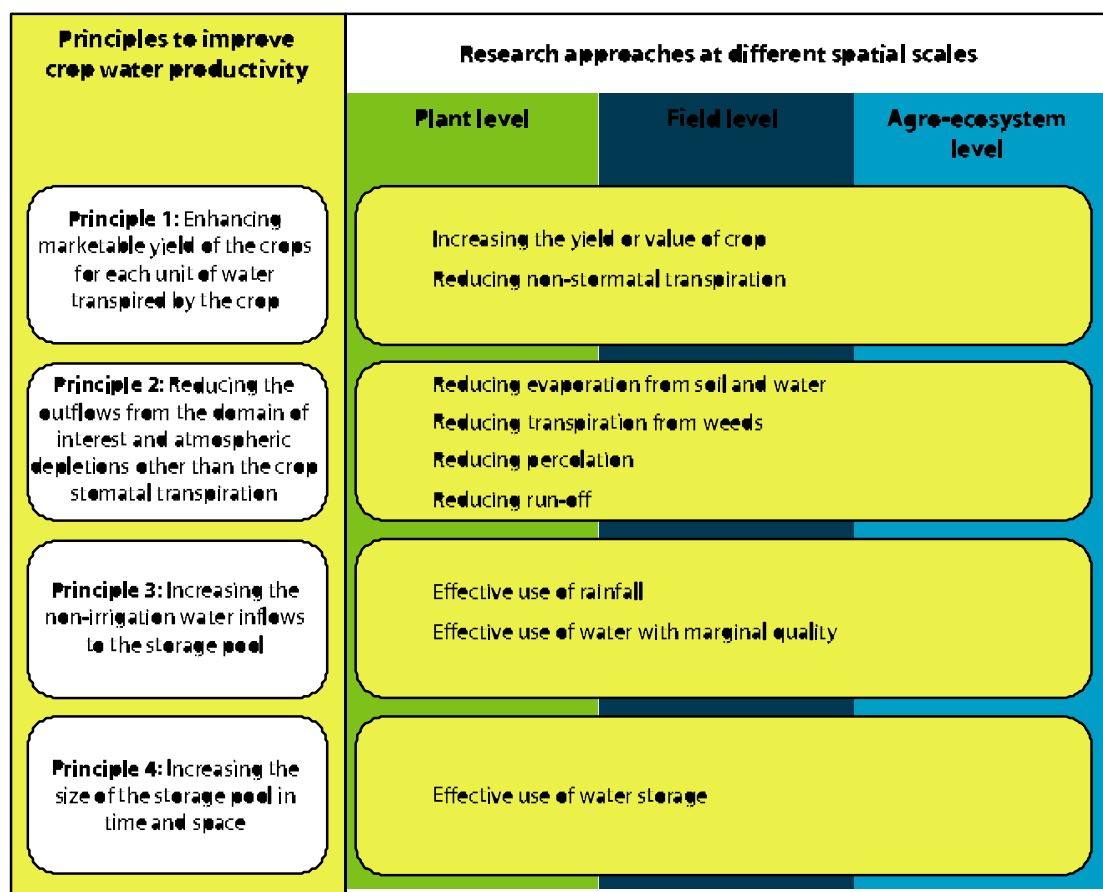 Principles to improve
crop water productivity
Research approaches at different spatial scales
Plant level
Field level
Agro-ecosystem
level
Principle 1: Enhancing
marketable yield of the crops
for each unit of water
transpired by the crop
Increasing the yield or value of crop
Reducing non-stormatal transpiration
Principle 2: Reducing the
outflows from the domain of
interest and atmospheric
depletions other than the crop
stomatal transpiration
Reducing evaporation from soil and water
Reducing transpiration from weeds
Reducing percolation
Reducing run-off
Principle 3: Increasing the
non-irrigation water inflows
to the storage pool
Effective use of rainfall
Effective use of water with marginal quality
Principle 4: Increasing the
size of the storage pool in
time and space
Effective use of water storage